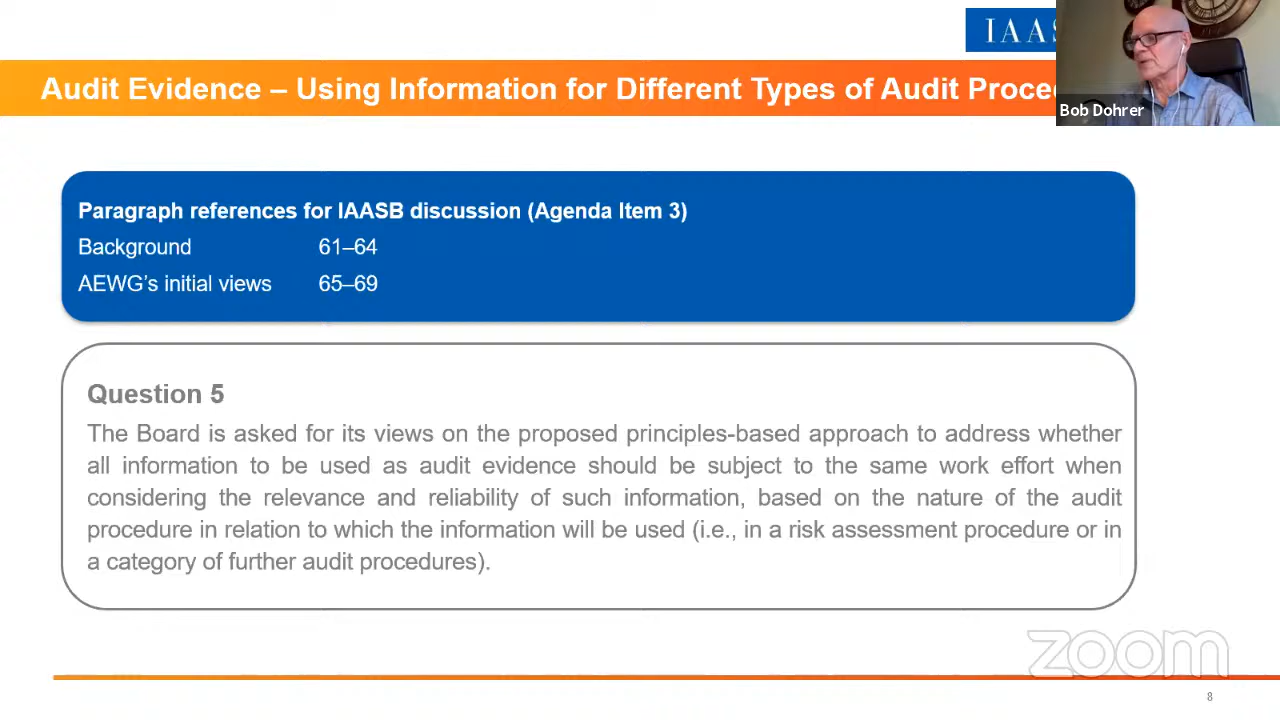 IAAS
Audit Evidence – Using Information for Different Types of Audit Proce
Bob Dohrer
Paragraph references for IAASB discussion (Agenda Item 3)
Background 61–64
AEWG's initial views 65–69
Question 5
The Board is asked for its views on the proposed principles-based approach to address whether
all information to be used as audit evidence should be subject to the same work effort when
considering the relevance and reliability of such information, based on the nature of the audit
procedure in relation to which the information will be used (i.e., in a risk assessment procedure or in
a category of further audit procedures).
zoom
8